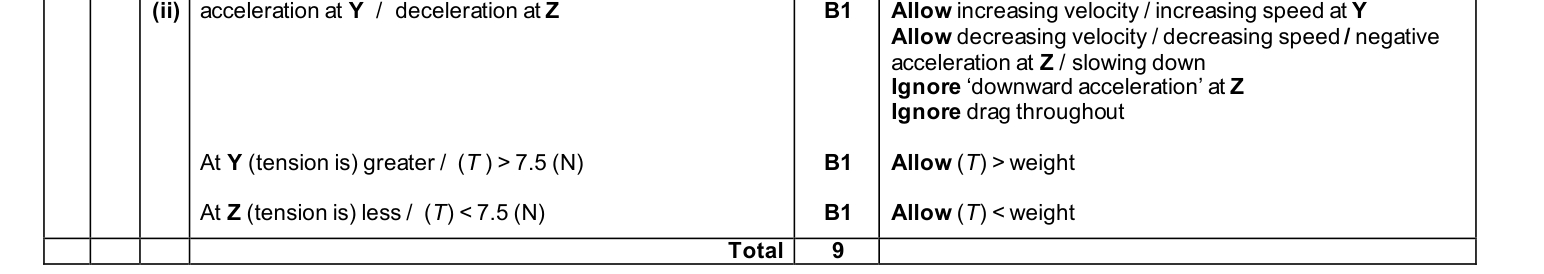 (ii) acceleration at Y / deceleration at Z B1 Allow increasing velocity / increasing speed at Y
Allow decreasing velocity / decreasing speed / negative
acceleration at Z / slowing down
Ignore ‘downward acceleration’ at Z
Ignore drag throughout
At Y (tension is) greater / (T) > 7.5 (N) B1 Allow (T) > weight
At Z (tension is) less / (T) < 7.5 (N) B1 Allow (T) < weight
Total 9